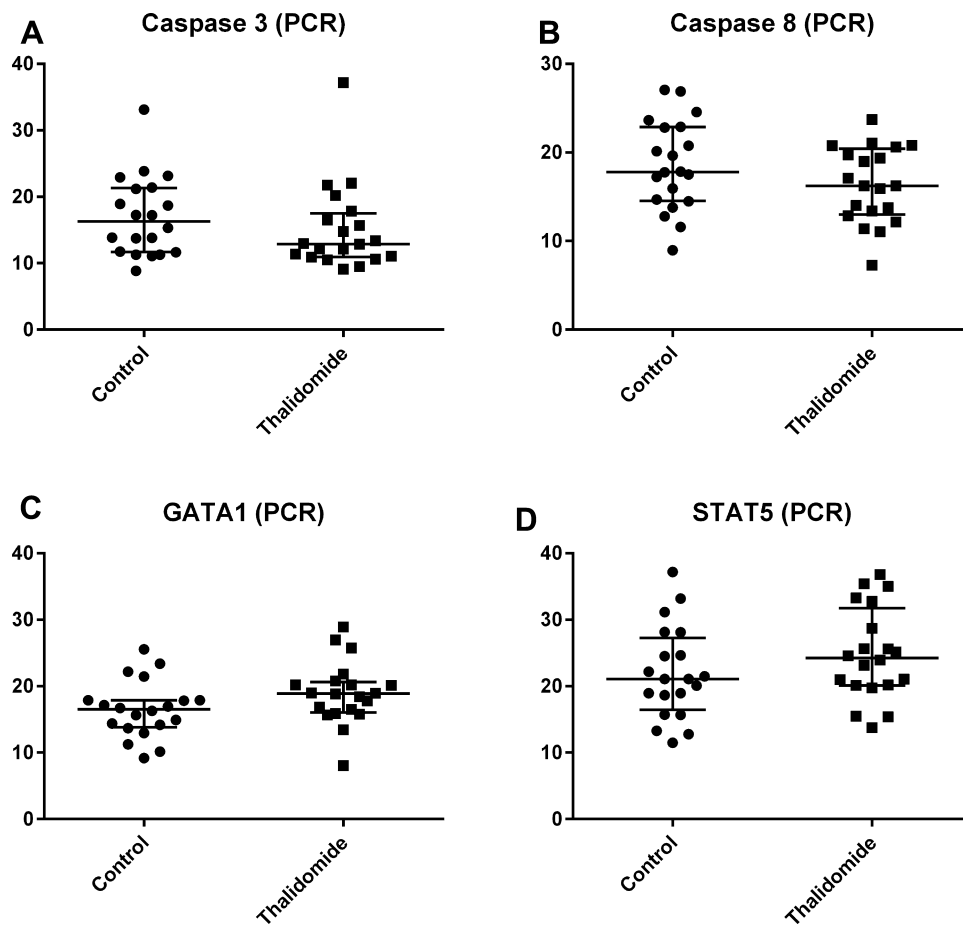 A
Caspase 3 (PCR)
40
30
20
10
0
Control
Thalidomide
B
Caspase 8 (PCR)
30
20
10
0
Control
Thalidomide
C
GATA1 (PCR)
40
30
20
10
0
Control
Thalidomide
D
STAT5 (PCR)
40
30
20
10
0
Control
Thalidomide